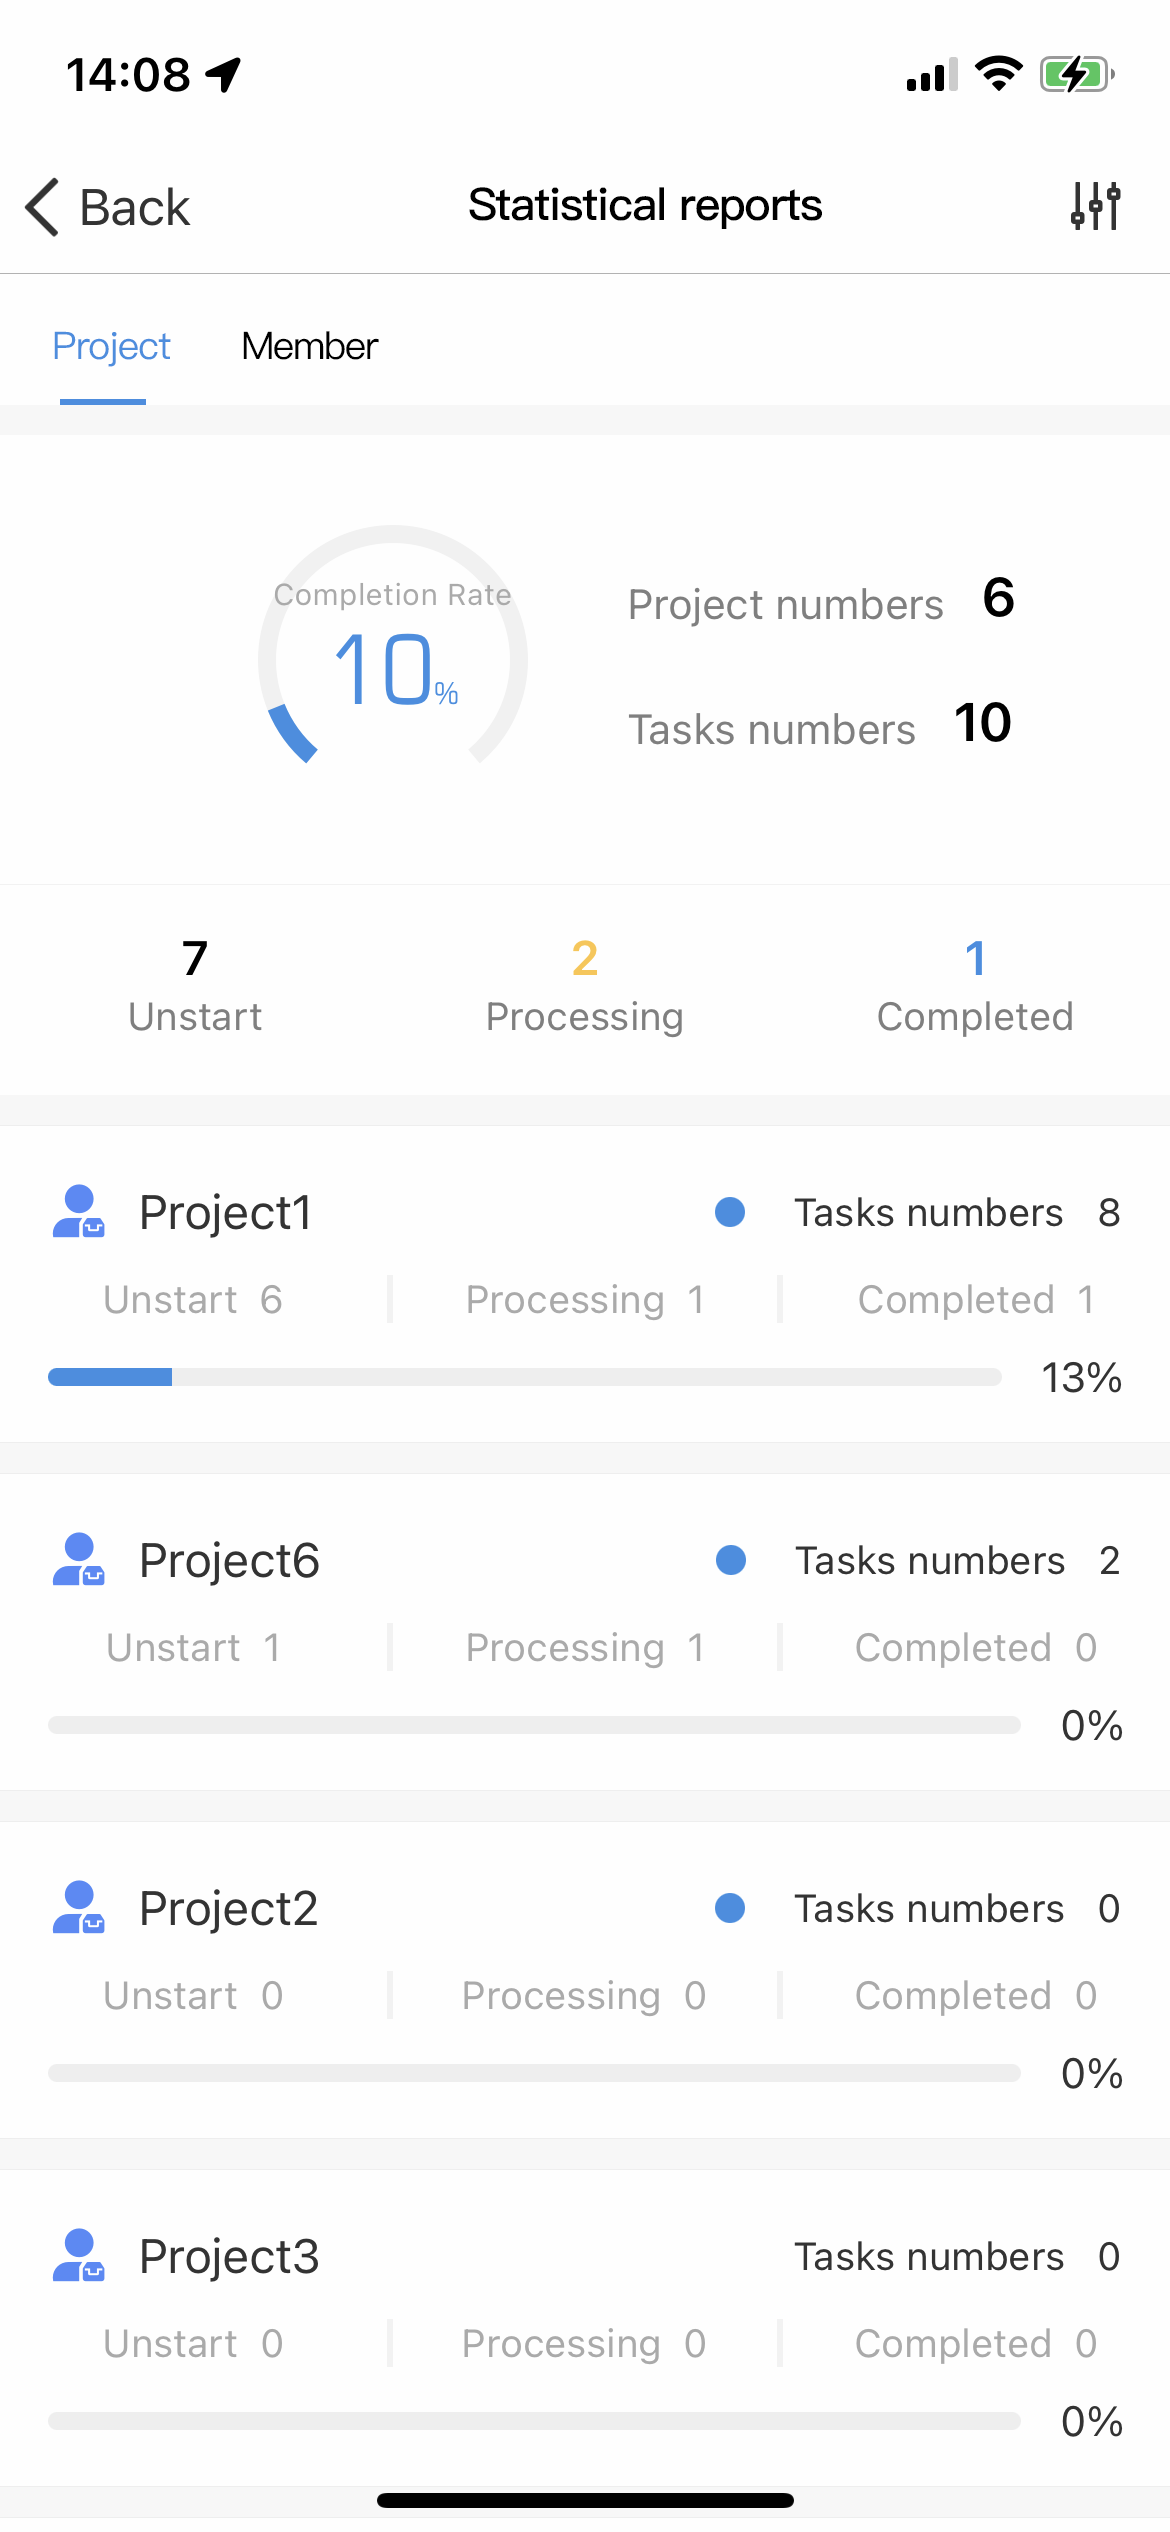 14:08
Back
Statistical reports
Project
Member
Completion Rate
10%
Project numbers 6
Tasks numbers 10
7
Unstart
2
Processing
1
Completed
Project1
Tasks numbers 8
Unstart 6
Processing 1
Completed 1
13%
Project6
Tasks numbers 2
Unstart 1
Processing 1
Completed 0
0%
Project2
Tasks numbers 0
Unstart 0
Processing 0
Completed 0
0%
Project3
Tasks numbers 0
Unstart 0
Processing 0
Completed 0
0%